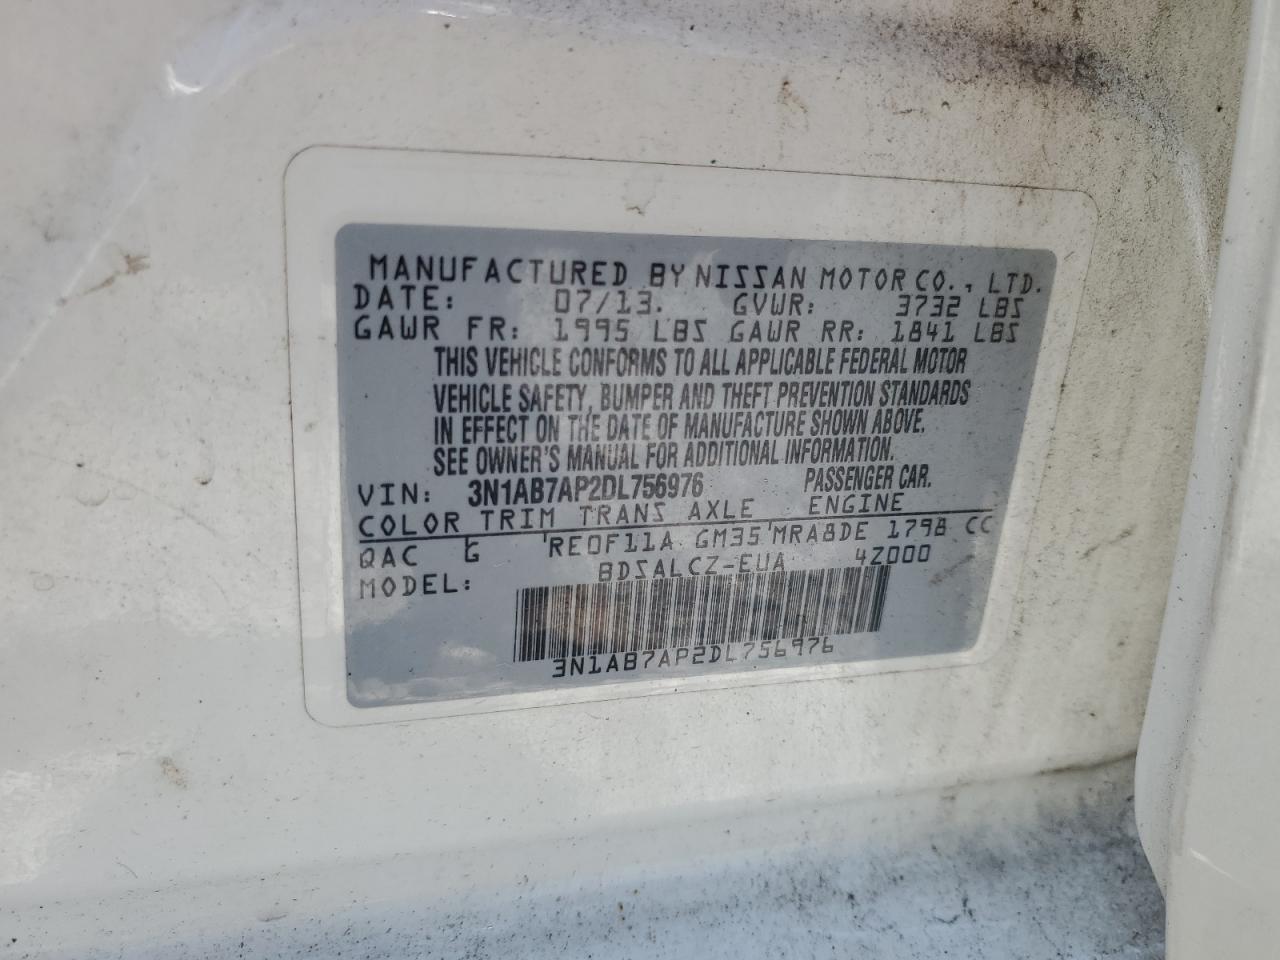 MANUFACTURED BY NISSAN MOTOR CO., LTD.
DATE: 07/13. GVWR: 3732 LBS
GAWR FR: 1995 LBS GAWR RR: 1841 LBS
THIS VEHICLE CONFORMS TO ALL APPLICABLE FEDERAL MOTOR
VEHICLE SAFETY, BUMPER AND THEFT PREVENTION STANDARDS
IN EFFECT ON THE DATE OF MANUFACTURE SHOWN ABOVE.
SEE OWNER'S MANUAL FOR ADDITIONAL INFORMATION.
VIN: 3N1AB7AP2DL756976 PASSENGER CAR.
COLOR TRIM TRANS AXLE ENGINE
QAC G RE0F11A GM35 MRA8DE 1798 CC
MODEL: BDSALCZ-EUA 4Z000
3N1AB7AP2DL756976